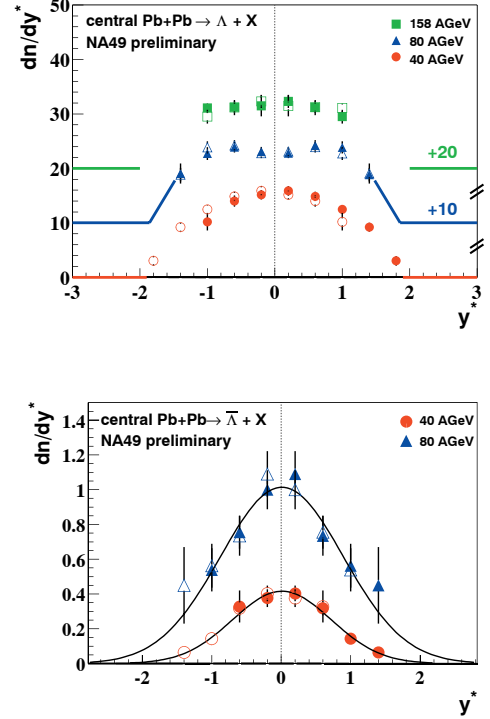 dn/dy*
50
40
30
20
10
0
central Pb+Pb → Λ + X
NA49 preliminary
158 AGeV
80 AGeV
40 AGeV
+20
+10
-3 -2 -1 0 1 2 3
y*
dn/dy*
1.4
1.2
1
0.8
0.6
0.4
0.2
0
central Pb+Pb→ Λ̅ + X
NA49 preliminary
40 AGeV
80 AGeV
-2 -1 0 1 2
y*